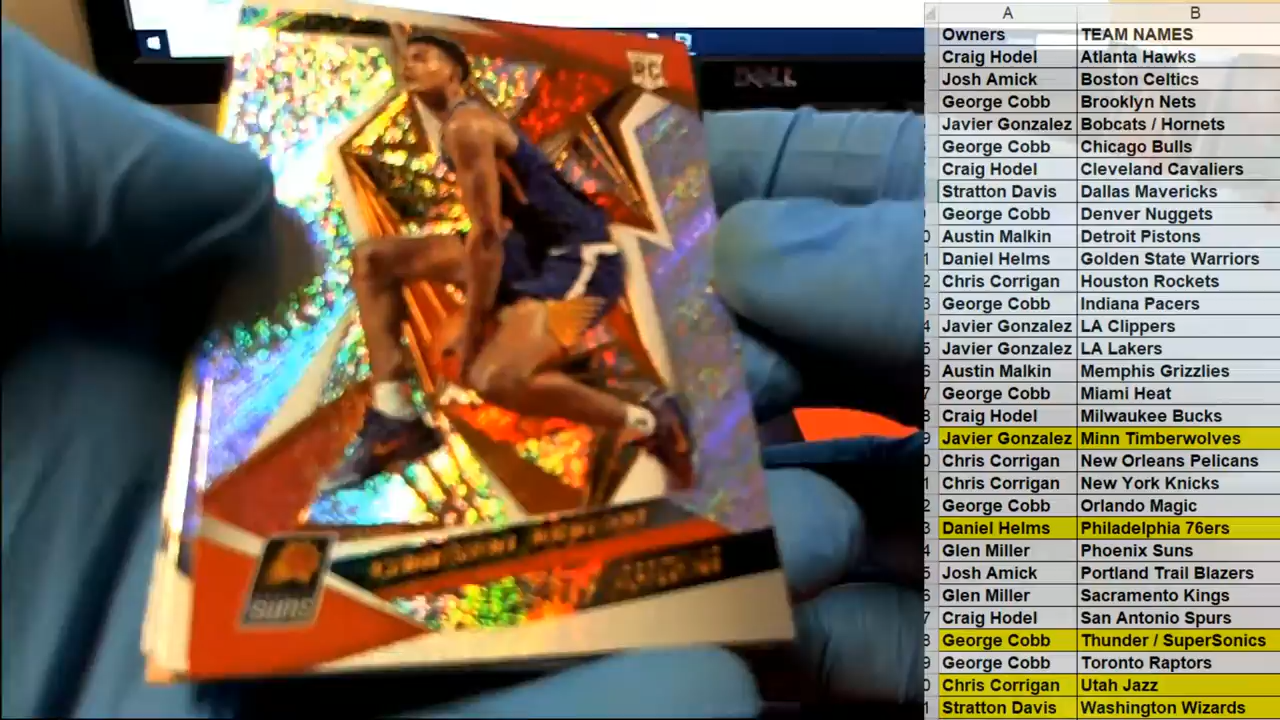 DELL
RC
SUNS
A B
Owners TEAM NAMES
Craig Hodel Atlanta Hawks
Josh Amick Boston Celtics
George Cobb Brooklyn Nets
Javier Gonzalez Bobcats / Hornets
George Cobb Chicago Bulls
Craig Hodel Cleveland Cavaliers
Stratton Davis Dallas Mavericks
George Cobb Denver Nuggets
Austin Malkin Detroit Pistons
Daniel Helms Golden State Warriors
Chris Corrigan Houston Rockets
George Cobb Indiana Pacers
Javier Gonzalez LA Clippers
Javier Gonzalez LA Lakers
Austin Malkin Memphis Grizzlies
George Cobb Miami Heat
Craig Hodel Milwaukee Bucks
Javier Gonzalez Minn Timberwolves
Chris Corrigan New Orleans Pelicans
Chris Corrigan New York Knicks
George Cobb Orlando Magic
Daniel Helms Philadelphia 76ers
Glen Miller Phoenix Suns
Josh Amick Portland Trail Blazers
Glen Miller Sacramento Kings
Craig Hodel San Antonio Spurs
George Cobb Thunder / SuperSonics
George Cobb Toronto Raptors
Chris Corrigan Utah Jazz
Stratton Davis Washington Wizards